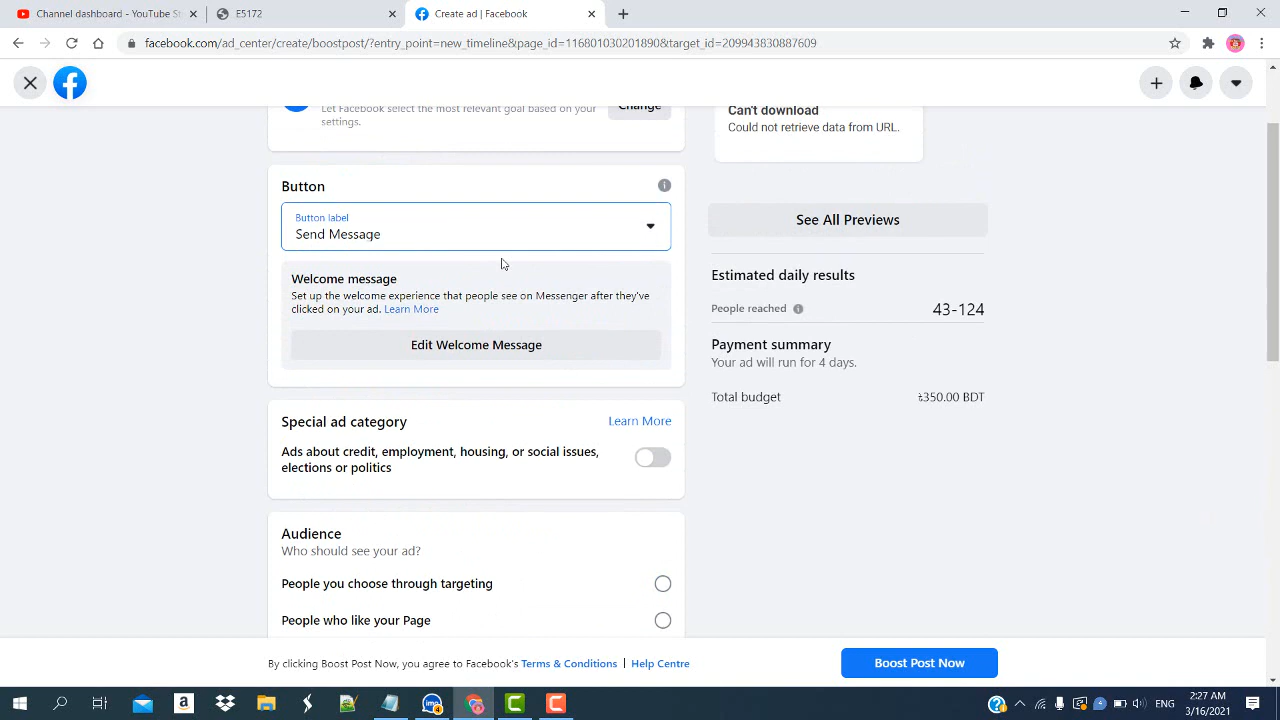 Channel dashboard - YouTube St
E5172
Create ad | Facebook
facebook.com/ad_center/create/boostpost/?entry_point=new_timeline&page_id=116801030201890&target_id=209943830887609
Let Facebook select the most relevant goal based on your
settings.
Change
Can't download
Could not retrieve data from URL.
Button
Button label
Send Message
See All Previews
Welcome message
Set up the welcome experience that people see on Messenger after they've
clicked on your ad. Learn More
Edit Welcome Message
Estimated daily results
People reached 43-124
Payment summary
Your ad will run for 4 days.
Total budget ৳350.00 BDT
Special ad category Learn More
Ads about credit, employment, housing, or social issues,
elections or politics
Audience
Who should see your ad?
People you choose through targeting
People who like your Page
By clicking Boost Post Now, you agree to Facebook's Terms & Conditions | Help Centre
Boost Post Now
2:27 AM
3/16/2021